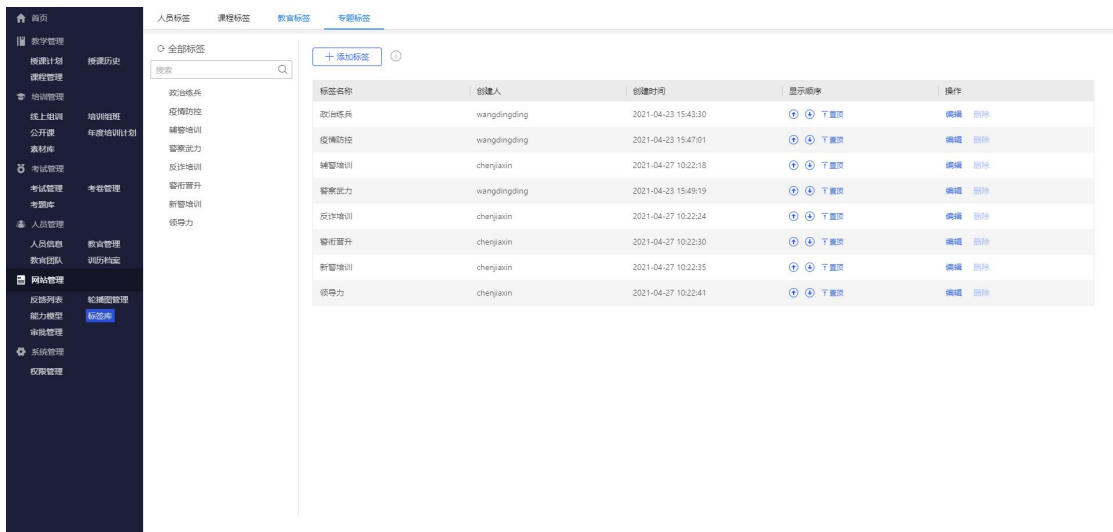 首页
教学管理
授课计划 授课历史
课程管理
培训管理
线上培训 培训组班
公开课 年度培训计划
素材库
考试管理
考试管理 考卷管理
考题库
人员管理
人员信息 教官管理
教官团队 训历档案
网站管理
反馈列表 轮播图管理
能力模型 标签库
审批管理
系统管理
权限管理
人员标签 课程标签 教官标签 专题标签
全部标签
搜索
政治练兵
疫情防控
辅警培训
警察武力
反诈培训
警衔晋升
新警培训
领导力
添加标签
标签名称 创建人 创建时间 显示顺序 操作
政治练兵 wangdingding 2021-04-23 15:43:30 置顶 编辑 删除
疫情防控 wangdingding 2021-04-23 15:47:01 置顶 编辑 删除
辅警培训 chenjiaxin 2021-04-27 10:22:18 置顶 编辑 删除
警察武力 wangdingding 2021-04-23 15:49:19 置顶 编辑 删除
反诈培训 chenjiaxin 2021-04-27 10:22:24 置顶 编辑 删除
警衔晋升 chenjiaxin 2021-04-27 10:22:30 置顶 编辑 删除
新警培训 chenjiaxin 2021-04-27 10:22:35 置顶 编辑 删除
领导力 chenjiaxin 2021-04-27 10:22:41 置顶 编辑 删除